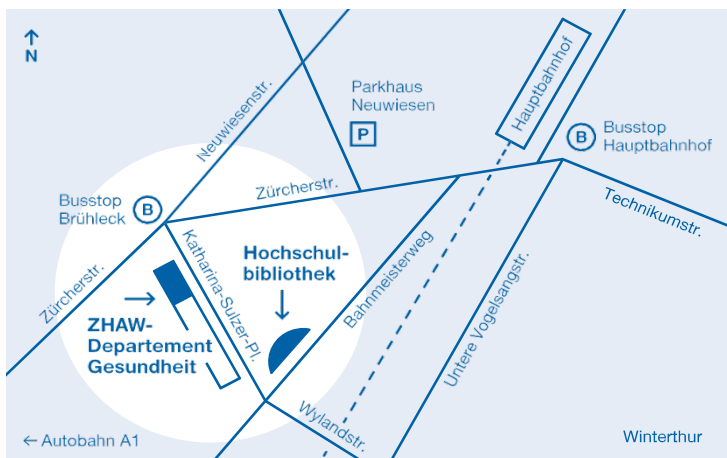 N
Neuwiesenstr.
Parkhaus
Neuwiesen
P
Hauptbahnhof
B
Busstop
Hauptbahnhof
Busstop
Brühleck
B
Zürcherstr.
Technikumstr.
Zürcherstr.
Katharina-Sulzer-Pl.
Hochschul-
bibliothek
Bahnmeisterweg
Untere Vogelsangstr.
ZHAW-
Departement
Gesundheit
Wylandstr.
← Autobahn A1
Winterthur